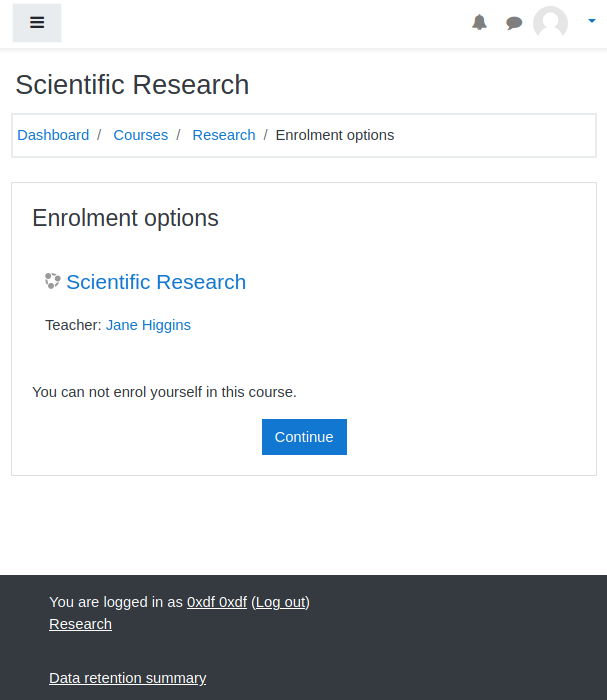 Scientific Research
Dashboard / Courses / Research / Enrolment options
Enrolment options
Scientific Research
Teacher: Jane Higgins
You can not enrol yourself in this course.
Continue
You are logged in as 0xdf 0xdf (Log out)
Research
Data retention summary